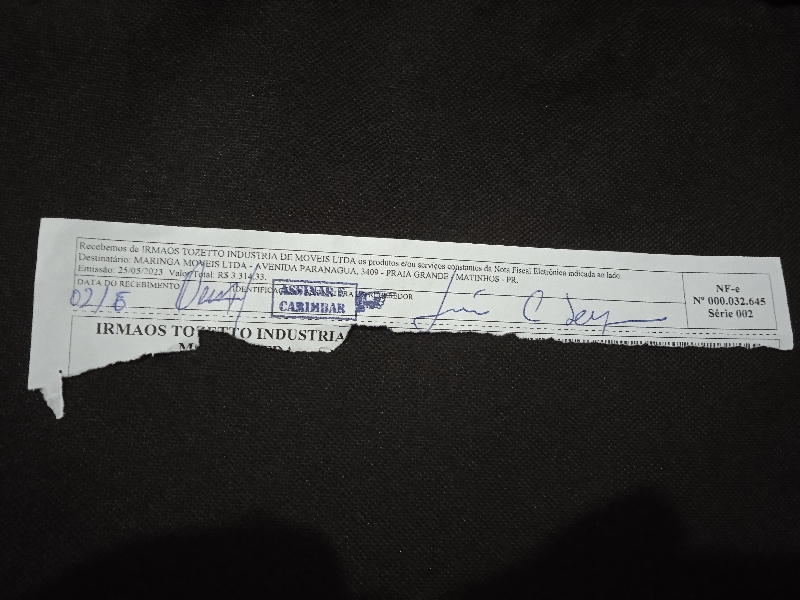 Recebemos de IRMAOS TOZETTO INDUSTRIA DE MOVEIS LTDA os produtos e/ou serviços constantes da Nota Fiscal Eletrônica indicada ao lado.
Destinatário: MARINGA MOVEIS LTDA - AVENIDA PARANAGUA, 3409 - PRAIA GRANDE - MATINHOS - PR.
Emissão: 25/05/2023 Valor Total: R$ 3.314,33.
DATA DO RECEBIMENTO
02/6
ASSINAR E
CARIMBAR
NF-e
Nº 000.032.645
Série 002
IRMAOS TOZETTO INDUSTRIA